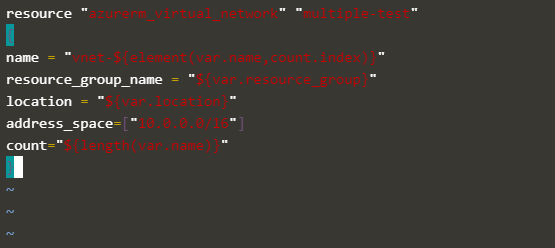 resource "azurerm_virtual_network" "multiple-test"
{
name = "vnet-${element(var.name,count.index)}"
resource_group_name = "${var.resource_group}"
location = "${var.location}"
address_space=["10.0.0.0/16"]
count="${length(var.name)}"
}
~
~
~